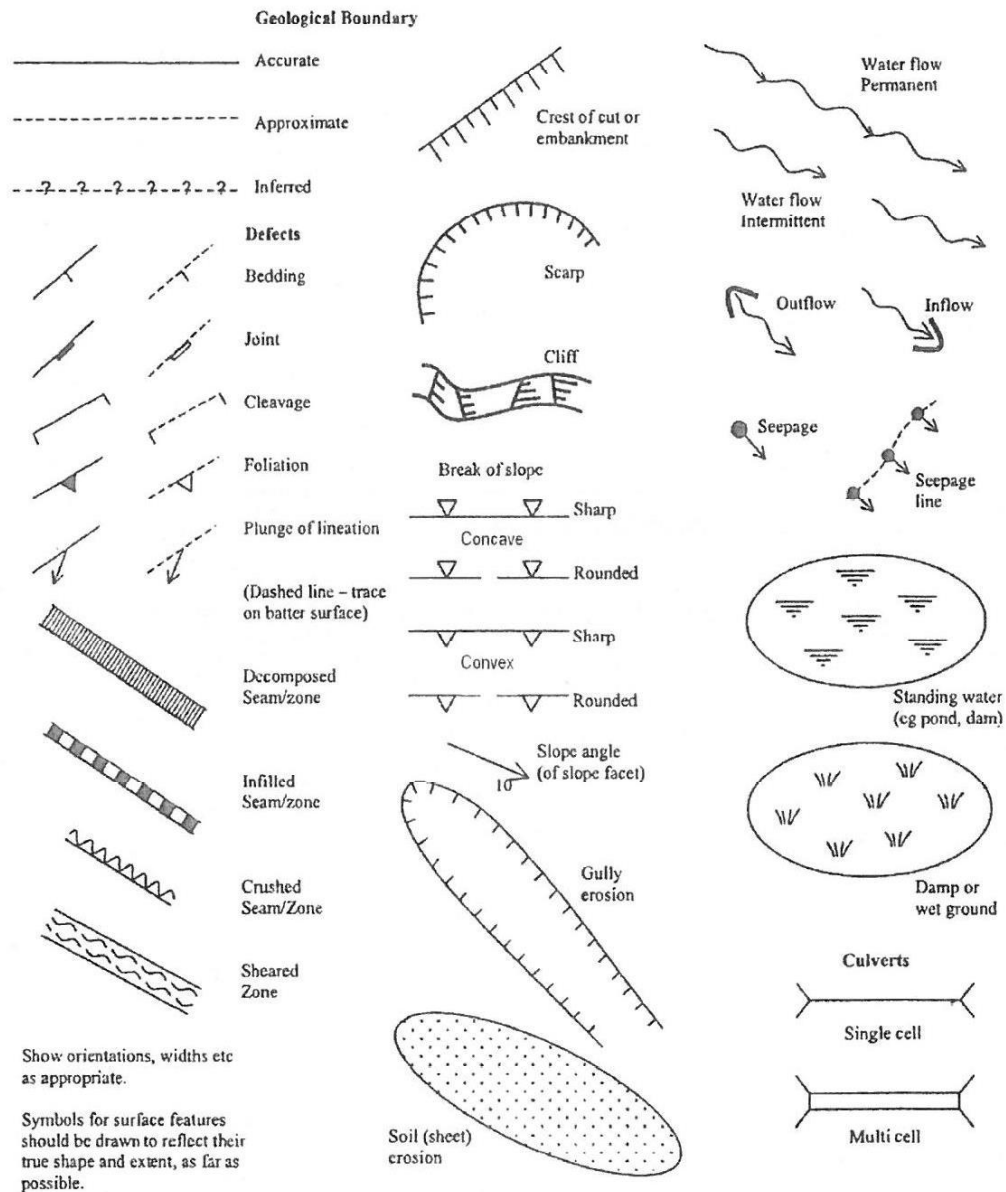 Geological Boundary
Accurate
Approximate
? ? ? ? ? ?
Inferred
Defects
Bedding
Joint
Cleavage
Foliation
Plunge of lineation
(Dashed line – trace
on batter surface)
Decomposed
Seam/zone
Infilled
Seam/zone
Crushed
Seam/Zone
Sheared
Zone
Show orientations, widths etc
as appropriate.
Symbols for surface features
should be drawn to reflect their
true shape and extent, as far as
possible.
Crest of cut or
embankment
Scarp
Cliff
Break of slope
Sharp
Concave
Rounded
Sharp
Convex
Rounded
Slope angle
(of slope facet)
10
Gully
erosion
Soil (sheet)
erosion
Water flow
Permanent
Water flow
Intermittent
Outflow
Inflow
Seepage
Seepage
line
Standing water
(eg pond, dam)
Damp or
wet ground
Culverts
Single cell
Multi cell